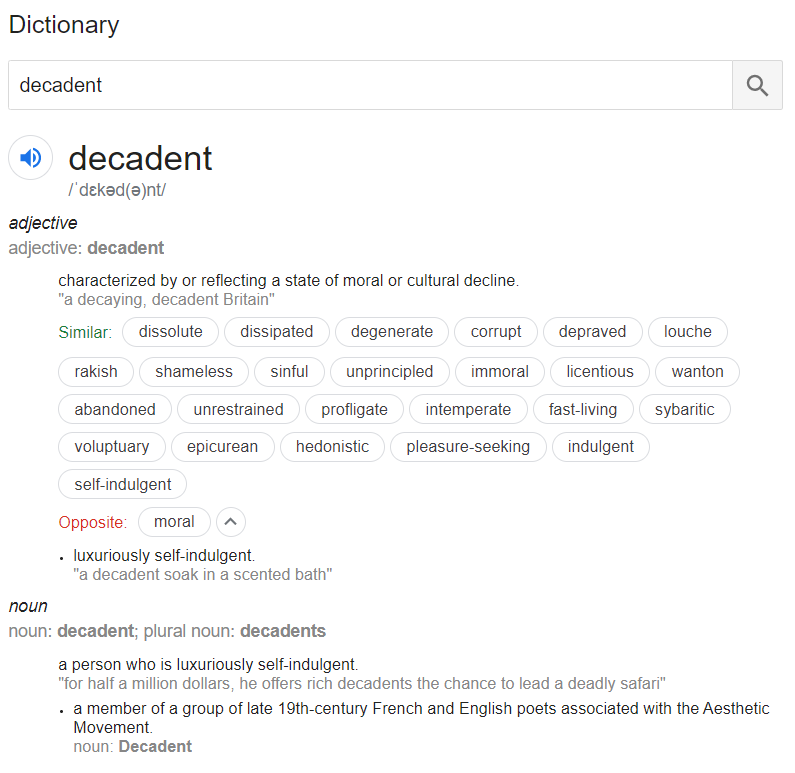 Dictionary
decadent
decadent
/ˈdɛkəd(ə)nt/
adjective
adjective: decadent
characterized by or reflecting a state of moral or cultural decline.
"a decaying, decadent Britain"
Similar: dissolute dissipated degenerate corrupt depraved louche
rakish shameless sinful unprincipled immoral licentious wanton
abandoned unrestrained profligate intemperate fast-living sybaritic
voluptuary epicurean hedonistic pleasure-seeking indulgent
self-indulgent
Opposite: moral
• luxuriously self-indulgent.
"a decadent soak in a scented bath"
noun
noun: decadent; plural noun: decadents
a person who is luxuriously self-indulgent.
"for half a million dollars, he offers rich decadents the chance to lead a deadly safari"
• a member of a group of late 19th-century French and English poets associated with the Aesthetic
Movement.
noun: Decadent